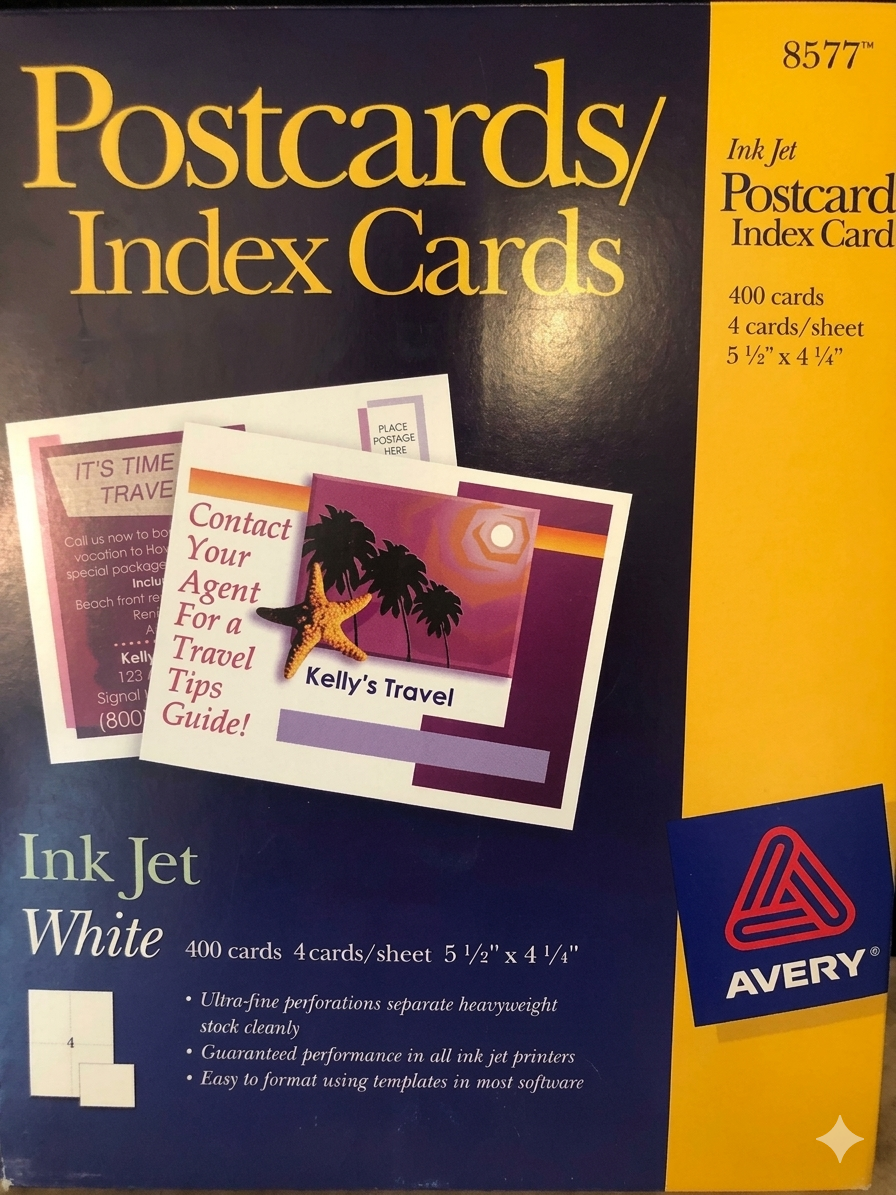 8577™
Postcards/
Index Cards
Ink Jet
Postcard
Index Card
400 cards
4 cards/sheet
5 ½” x 4 ¼”
PLACE
POSTAGE
HERE
IT'S TIME
TRAVE
Call us now to bo
vocation to Hov
special package
Inclu
Beach front re
Reni
A
Kelly
123 A
Signal
(800)
Contact
Your
Agent
For a
Travel
Tips
Guide!
Kelly's Travel
Ink Jet
White
400 cards 4 cards/sheet 5 ½" x 4 ¼"
4
• Ultra-fine perforations separate heavyweight
stock cleanly
• Guaranteed performance in all ink jet printers
• Easy to format using templates in most software
AVERY®